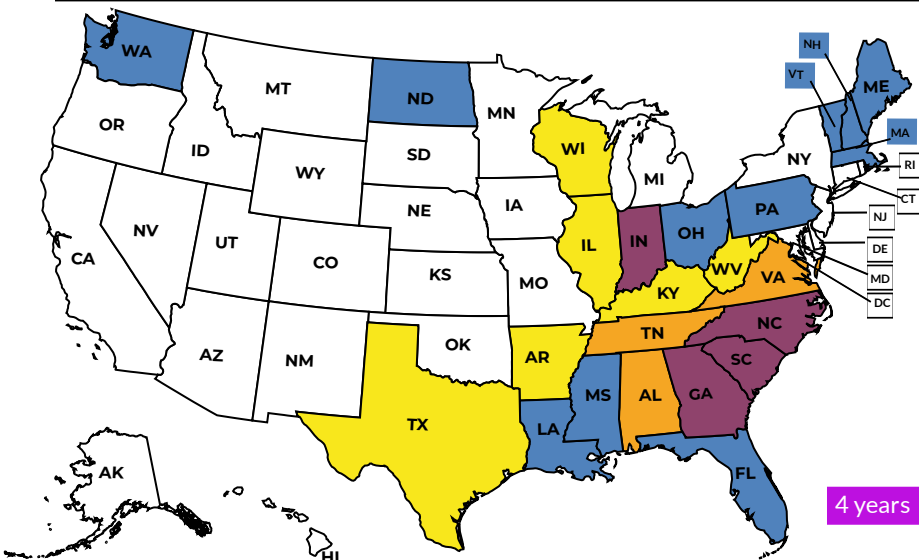 WA
NH
VT
ME
MT
ND
MN
OR
MA
ID
SD
WI
NY
RI
WY
MI
CT
IA
NE
PA
NJ
NV
IL
IN
OH
UT
CO
DE
CA
WV
VA
KS
MO
MD
KY
DC
NC
TN
OK
AZ
NM
AR
SC
MS
AL
GA
TX
LA
AK
FL
4 years
HI